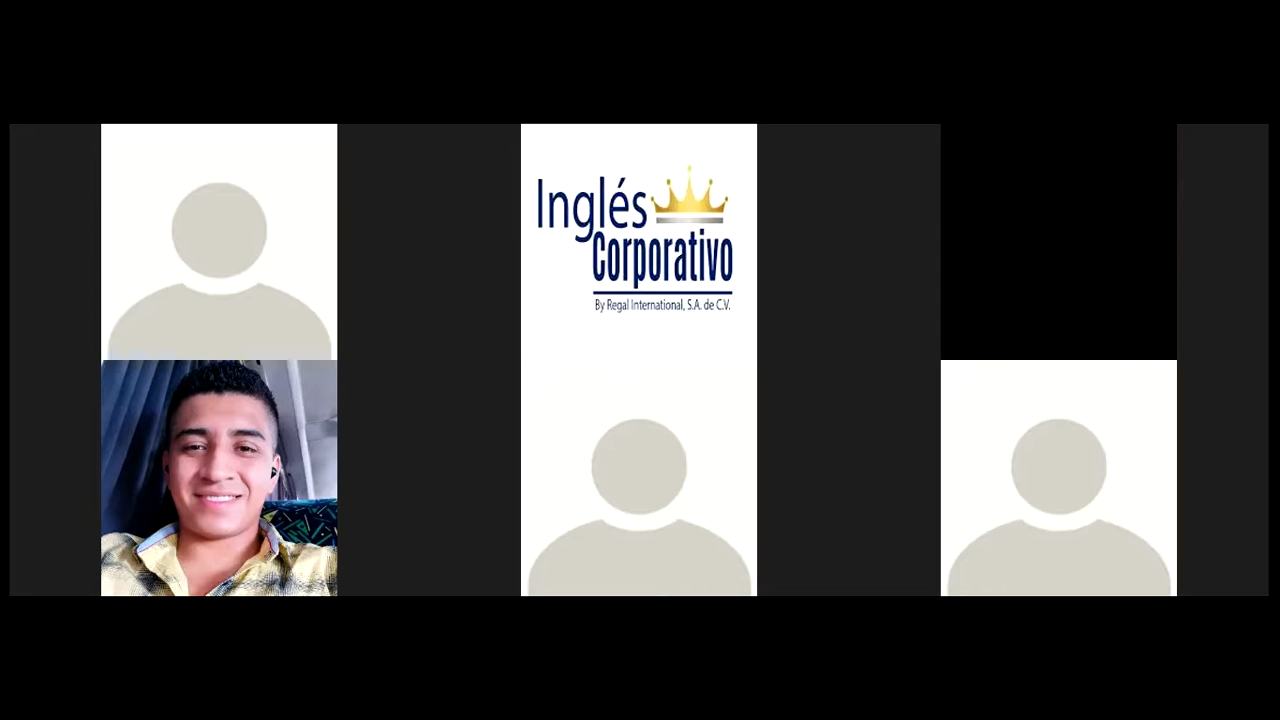 Inglés
Corporativo
By Regal International, S.A. de C.V.